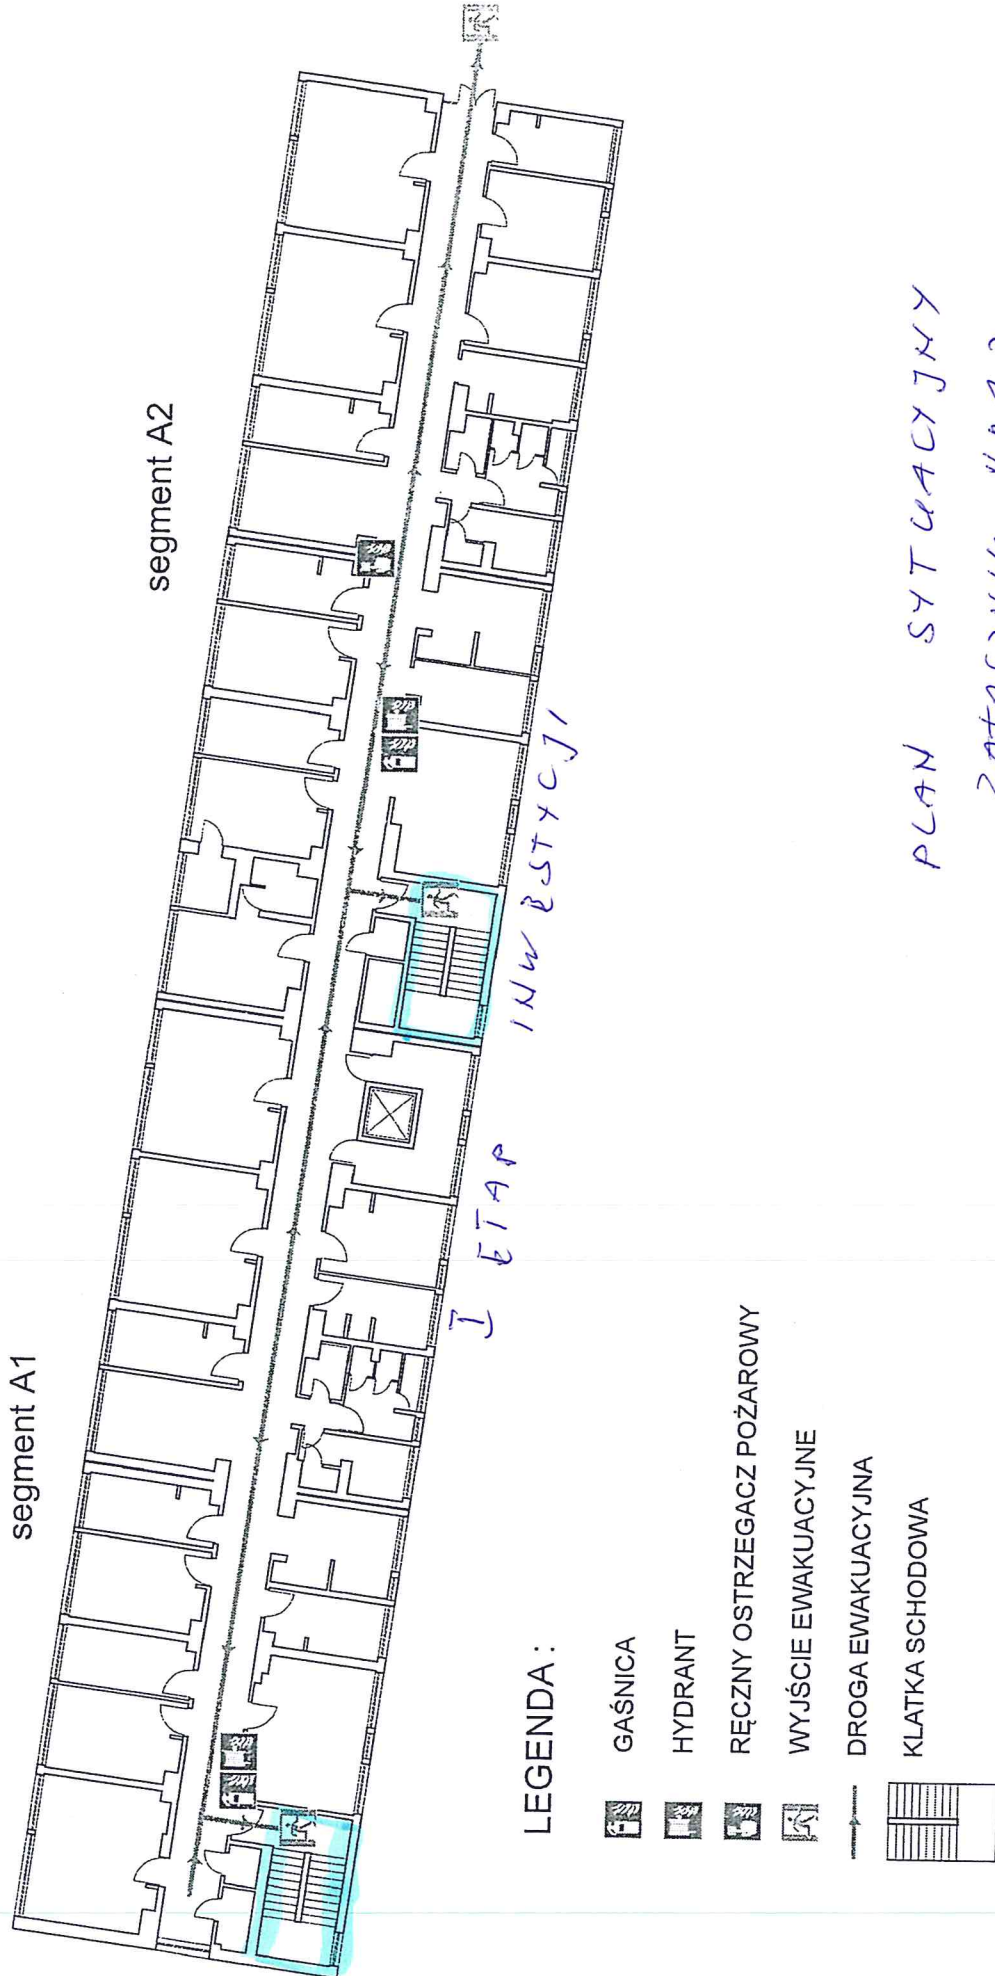 segment A1
segment A2
I ETAP INWESTYCJI
PLAN SYTUACYJNY
LEGENDA:
GAŚNICA
HYDRANT
RĘCZNY OSTRZEGACZ POŻAROWY
WYJŚCIE EWAKUACYJNE
DROGA EWAKUACYJNA
KLATKA SCHODOWA